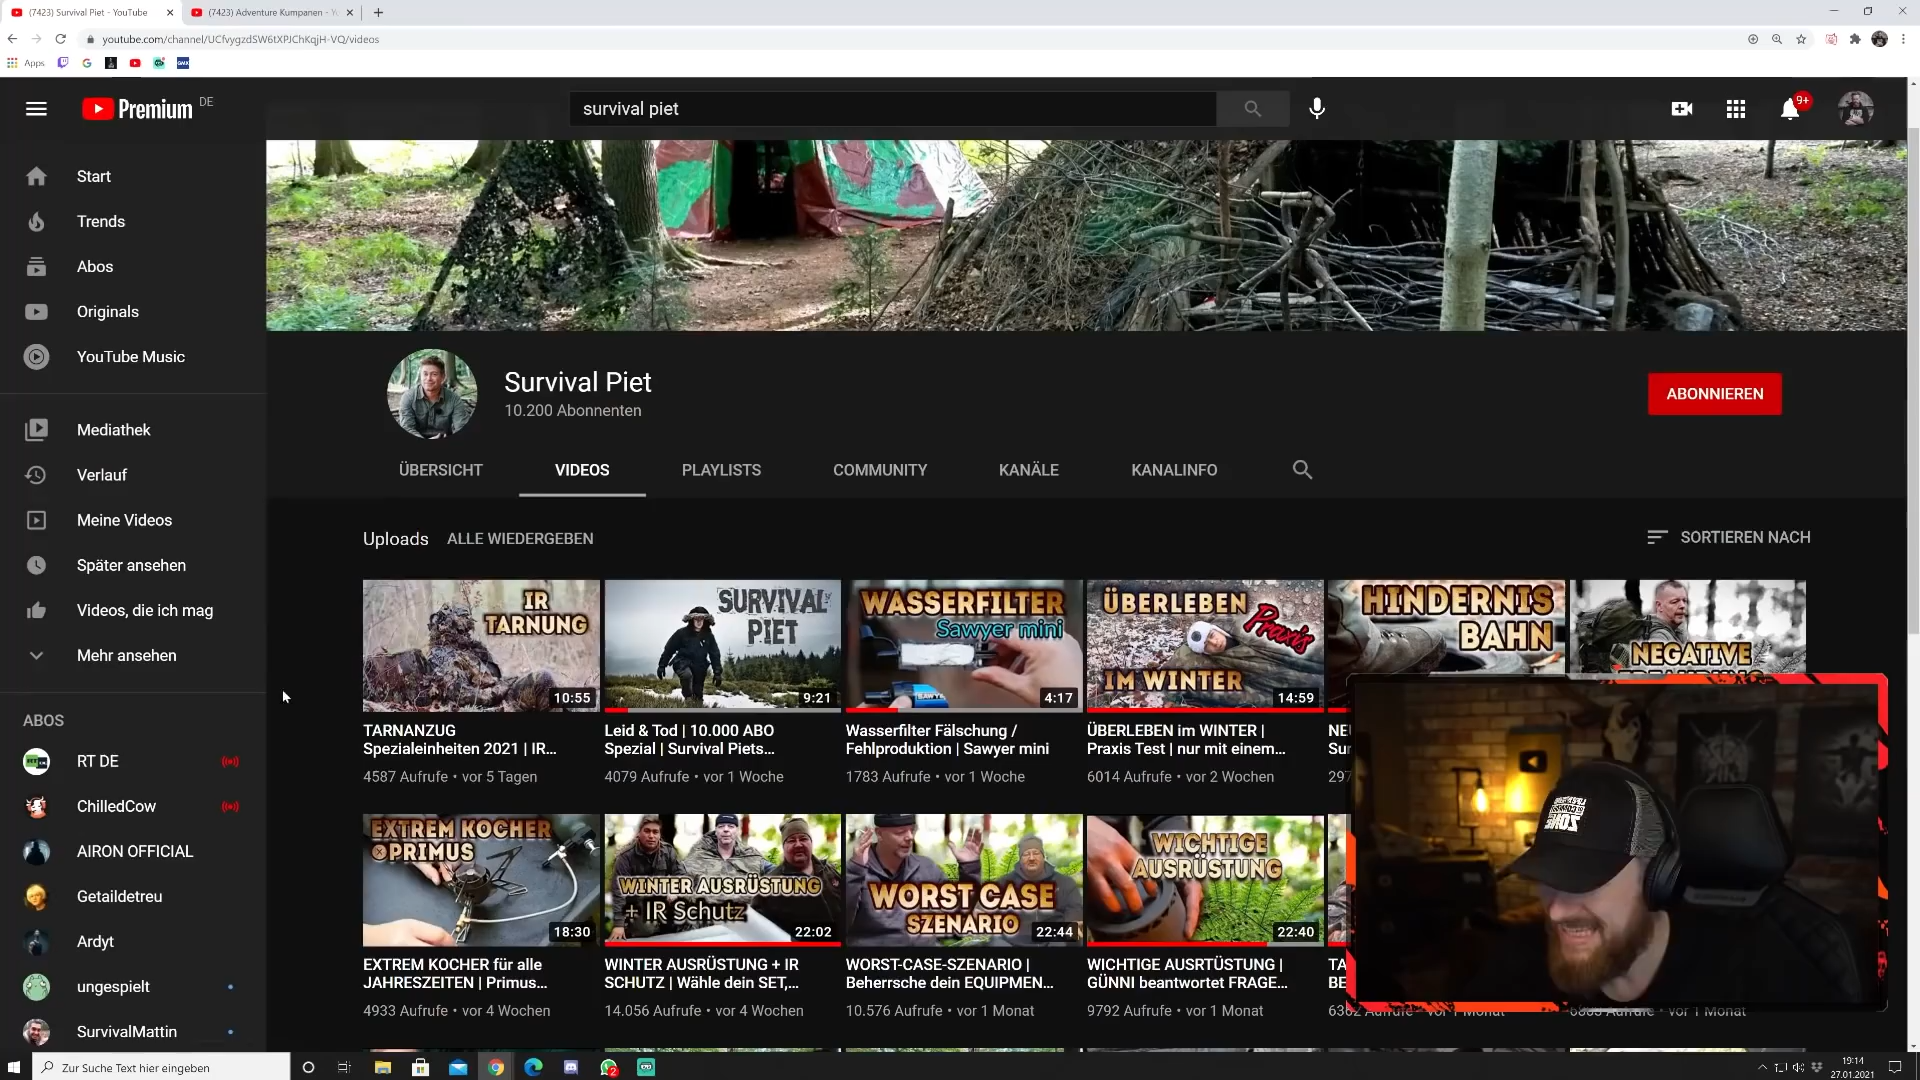 (7423) Survival Piet - YouTube
(7423) Adventure Kumpanen - Y
youtube.com/channel/UCfvygzdSW6tXPJChKqjH-VQ/videos
Apps
GMX
Premium DE
survival piet
9+
Start
Trends
Abos
Originals
YouTube Music
Mediathek
Verlauf
Meine Videos
Später ansehen
Videos, die ich mag
Mehr ansehen
ABOS
RT DE
ChilledCow
AIRON OFFICIAL
Getaildetreu
Ardyt
ungespielt
SurvivalMattin
Survival Piet
10.200 Abonnenten
ABONNIEREN
ÜBERSICHT
VIDEOS
PLAYLISTS
COMMUNITY
KANÄLE
KANALINFO
Uploads
ALLE WIEDERGEBEN
SORTIEREN NACH
IR
TARNUNG
10:55
TARNANZUG
Spezialeinheiten 2021 | IR...
4587 Aufrufe • vor 5 Tagen
SURVIVAL
PIET
9:21
Leid & Tod | 10.000 ABO
Spezial | Survival Piets...
4079 Aufrufe • vor 1 Woche
WASSERFILTER
Sawyer mini
4:17
Wasserfilter Fälschung /
Fehlproduktion | Sawyer mini
1783 Aufrufe • vor 1 Woche
ÜBERLEBEN
Praxis
IM WINTER
14:59
ÜBERLEBEN im WINTER |
Praxis Test | nur mit einem...
6014 Aufrufe • vor 2 Wochen
HINDERNIS
BAHN
NEGATIVE
EXTREM KOCHER
PRIMUS
18:30
EXTREM KOCHER für alle
JAHRESZEITEN | Primus...
4933 Aufrufe • vor 4 Wochen
WINTER AUSRÜSTUNG
+ IR Schutz
22:02
WINTER AUSRÜSTUNG + IR
SCHUTZ | Wähle dein SET,...
14.056 Aufrufe • vor 4 Wochen
WORST CASE
SZENARIO
22:44
WORST-CASE-SZENARIO |
Beherrsche dein EQUIPMEN...
10.576 Aufrufe • vor 1 Monat
WICHTIGE
AUSRÜSTUNG
22:40
WICHTIGE AUSRTÜSTUNG |
GÜNNI beantwortet FRAGE...
9792 Aufrufe • vor 1 Monat
Zur Suche Text hier eingeben
2
19:14
27.01.2021